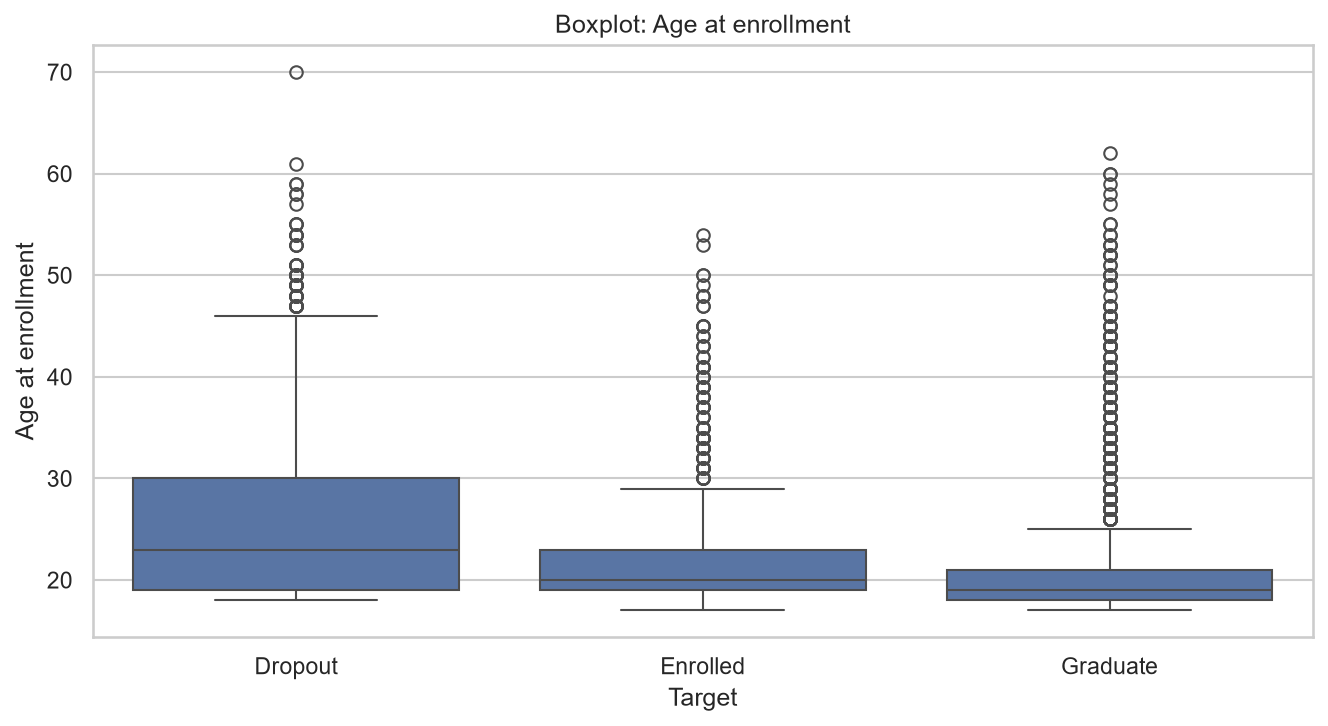 Boxplot: Age at enrollment
70
60
50
40
30
20
Age at enrollment
Dropout Enrolled Graduate
Target